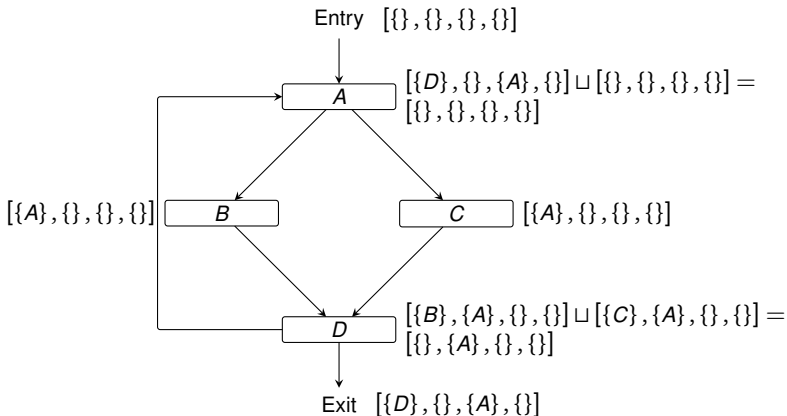 Entry [{}, {}, {}, {}]
A [{D}, {}, {A}, {}] ⊔ [{}, {}, {}, {}] =
[{}, {}, {}, {}]
[{A}, {}, {}, {}] B C [{A}, {}, {}, {}]
D [{B}, {A}, {}, {}] ⊔ [{C}, {A}, {}, {}] =
[{}, {A}, {}, {}]
Exit [{D}, {}, {A}, {}]